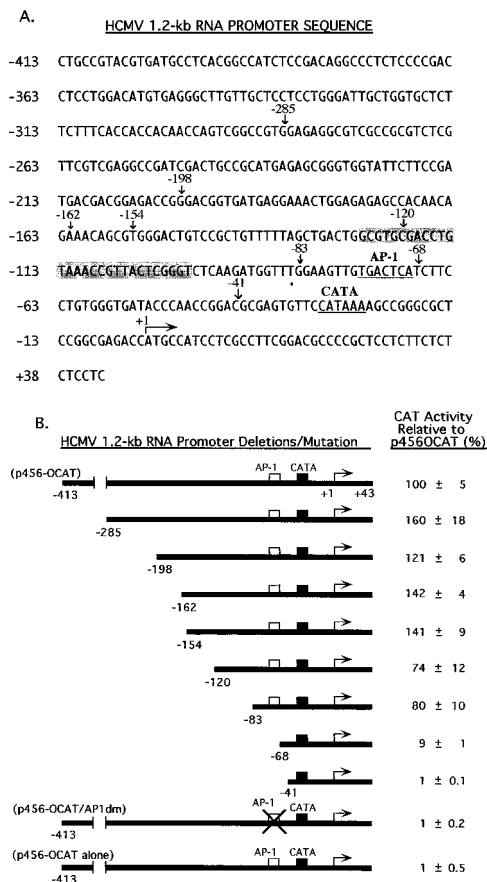 A.
HCMV 1.2-kb RNA PROMOTER SEQUENCE
-413 CTGCCGTACGTGATGCCTCACGGCCATCTCCGACAGGCCCTCTCCCCGAC
-363 CTCCTGGACATGTGAGGGCTTGTTGCTCCTCCTGGGATTGCTGGTGCTCT
-285
-313 TCTTTCACCACCACAACCAGTCGGCCGTGGAGAGGCGTCGCCGCGTCTCG
-263 TTCGTCGAGGCCGATCGACTGCCGCATGAGAGCGGGTGGTATTCTTCCGA
-198
-213 TGACGACGGAGACCGGGACGGTGATGAGGAAACTGGAGAGAGCCACAACA
-162 -154 -120
-163 GAAACAGCGTGGGACTGTCCGCTGTTTTTAGCTGACTGGCGTGCGACCTG
-83 AP-1 -68
-113 TAAACCGTTACTCGGGTCTCAAGATGGTTTGGAAGTTGTGACTCATCTTC
-41 CATA
-63 CTGTGGGTGATACCCAACCGGACGCGAGTGTTCCATAAAAGCCGGGCGCT
+1
-13 CCGGCGAGACCATGCCATCCTCGCCTTCGGACGCCCCGCTCCTCTTCTCT
+38 CTCCTC
B.
HCMV 1.2-kb RNA Promoter Deletions/Mutation
CAT Activity
Relative to
p456OCAT (%)
(p456-OCAT) AP-1 CATA
-413 +1 +43 100 ± 5
-285 160 ± 18
-198 121 ± 6
-162 142 ± 4
-154 141 ± 9
-120 74 ± 12
-83 80 ± 10
-68 9 ± 1
-41 1 ± 0.1
(p456-OCAT/AP1dm) AP-1 CATA
-413 1 ± 0.2
(p456-OCAT alone) AP-1 CATA
-413 1 ± 0.5